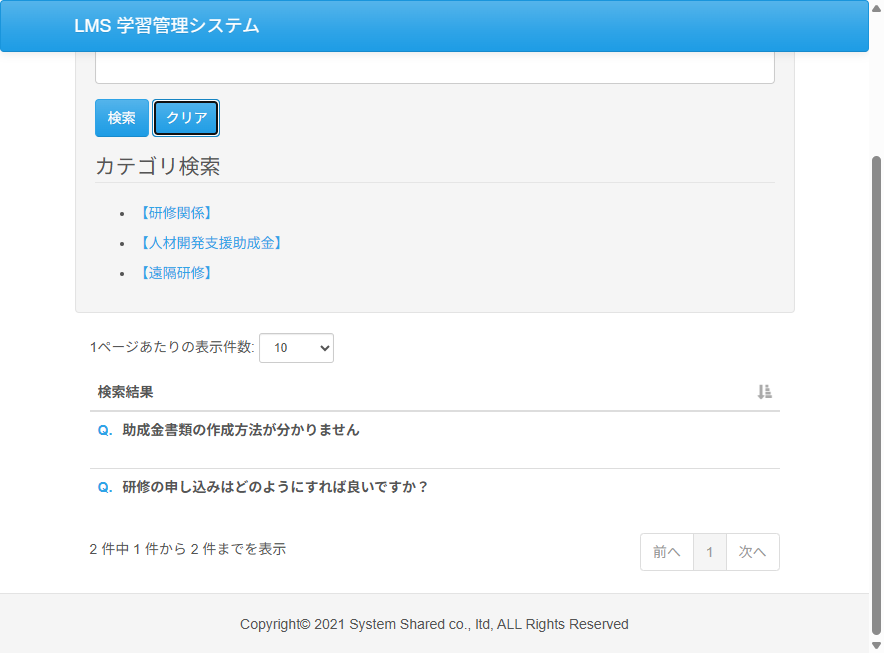 LMS 学習管理システム
検索 クリア
カテゴリ検索
【研修関係】
【人材開発支援助成金】
【遠隔研修】
1ページあたりの表示件数: 10
検索結果
Q. 助成金書類の作成方法が分かりません
Q. 研修の申し込みはどのようにすれば良いですか？
2 件中 1 件から 2 件までを表示 前へ 1 次へ
Copyright© 2021 System Shared co., ltd, ALL Rights Reserved